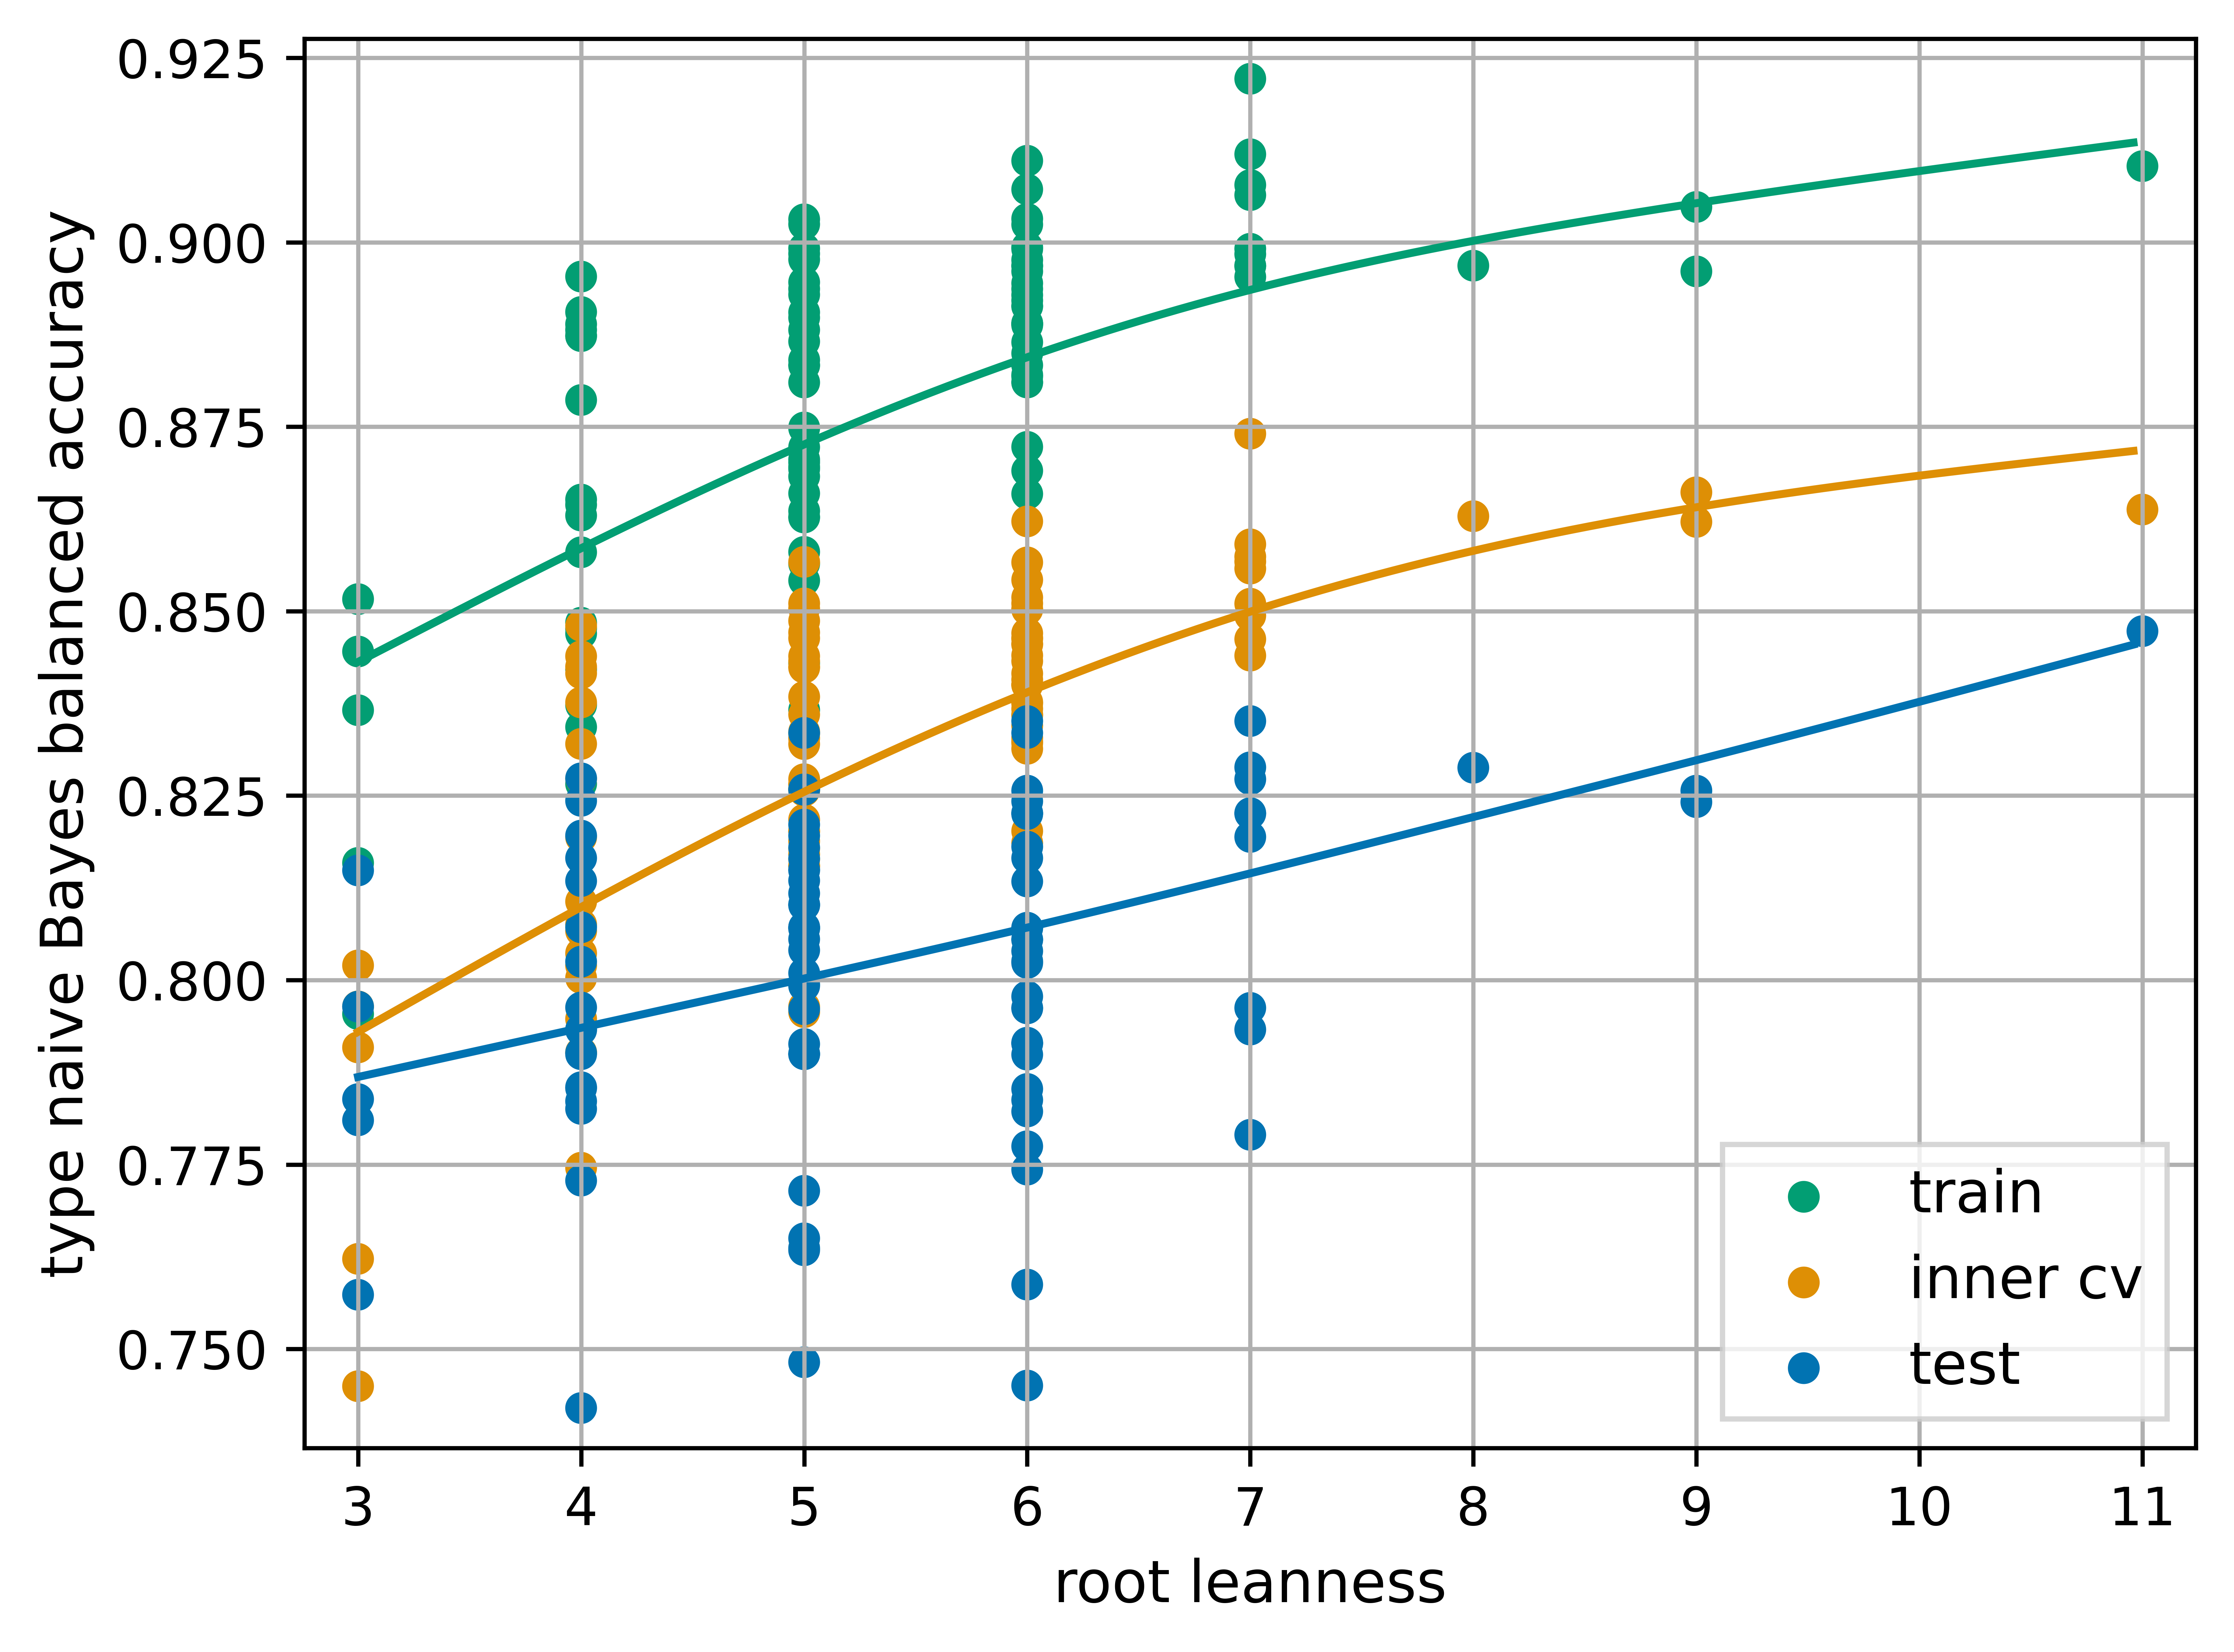 0.925
0.900
0.875
0.850
0.825
0.800
0.775
0.750
type naive Bayes balanced accuracy
train
inner cv
test
3 4 5 6 7 8 9 10 11
root leanness